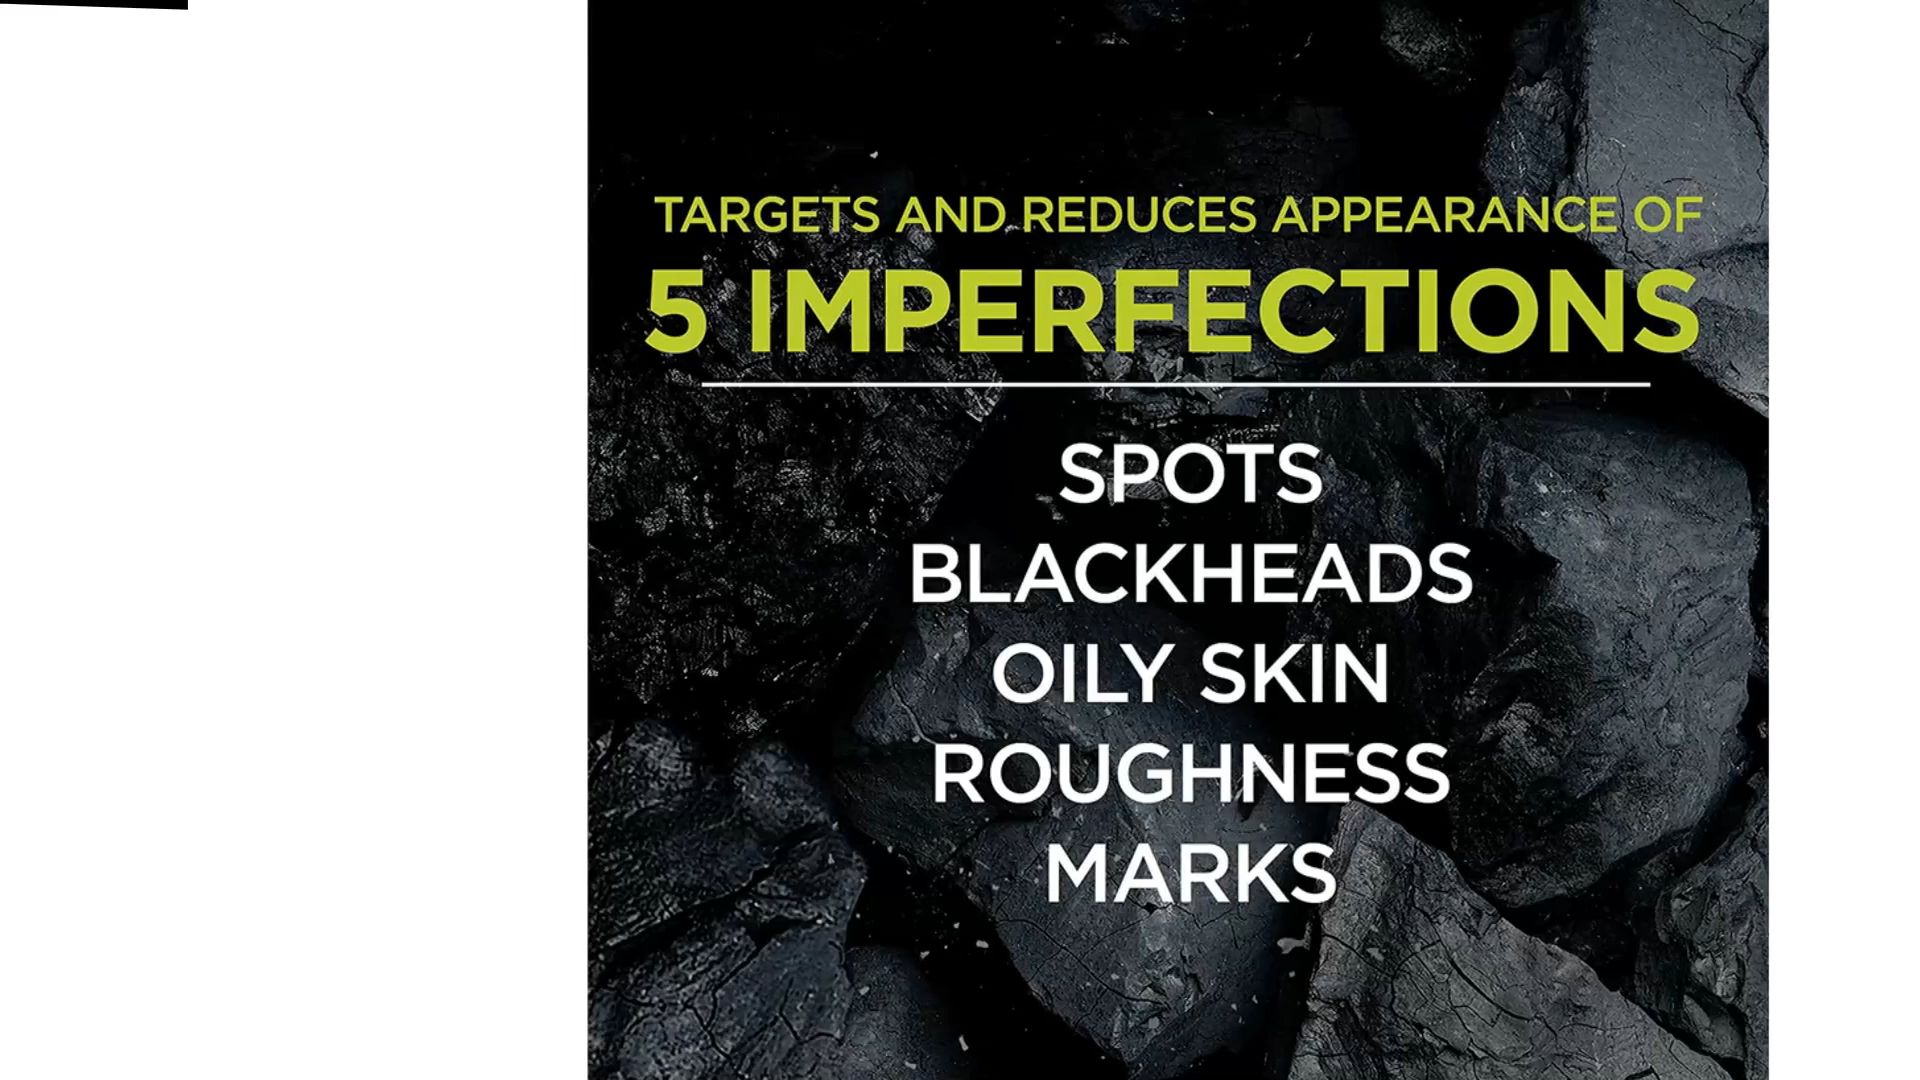 TARGETS AND REDUCES APPEARANCE OF
5 IMPERFECTIONS
SPOTS
BLACKHEADS
OILY SKIN
ROUGHNESS
MARKS